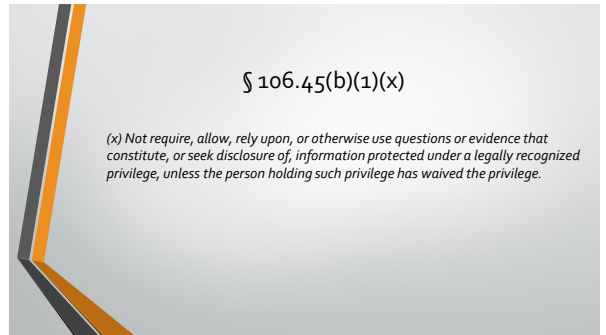 § 106.45(b)(1)(x)
(x) Not require, allow, rely upon, or otherwise use questions or evidence that
constitute, or seek disclosure of, information protected under a legally recognized
privilege, unless the person holding such privilege has waived the privilege.